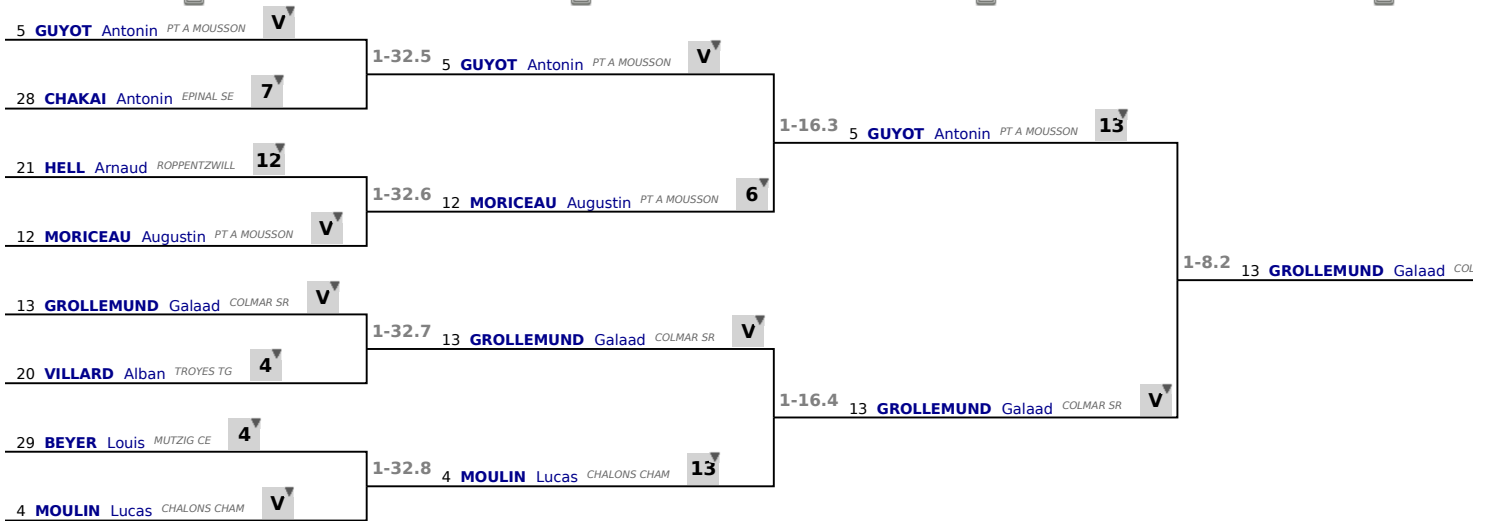 5 GUYOT Antonin PT A MOUSSON V
28 CHAKAI Antonin EPINAL SE 7
21 HELL Arnaud ROPPENTZWILL 12
12 MORICEAU Augustin PT A MOUSSON V
13 GROLLEMUND Galaad COLMAR SR V
20 VILLARD Alban TROYES TG 4
29 BEYER Louis MUTZIG CE 4
4 MOULIN Lucas CHALONS CHAM V
1-32.5 5 GUYOT Antonin PT A MOUSSON V
1-32.6 12 MORICEAU Augustin PT A MOUSSON 6
1-32.7 13 GROLLEMUND Galaad COLMAR SR V
1-32.8 4 MOULIN Lucas CHALONS CHAM 13
1-16.3 5 GUYOT Antonin PT A MOUSSON 13
1-16.4 13 GROLLEMUND Galaad COLMAR SR V
1-8.2 13 GROLLEMUND Galaad COL